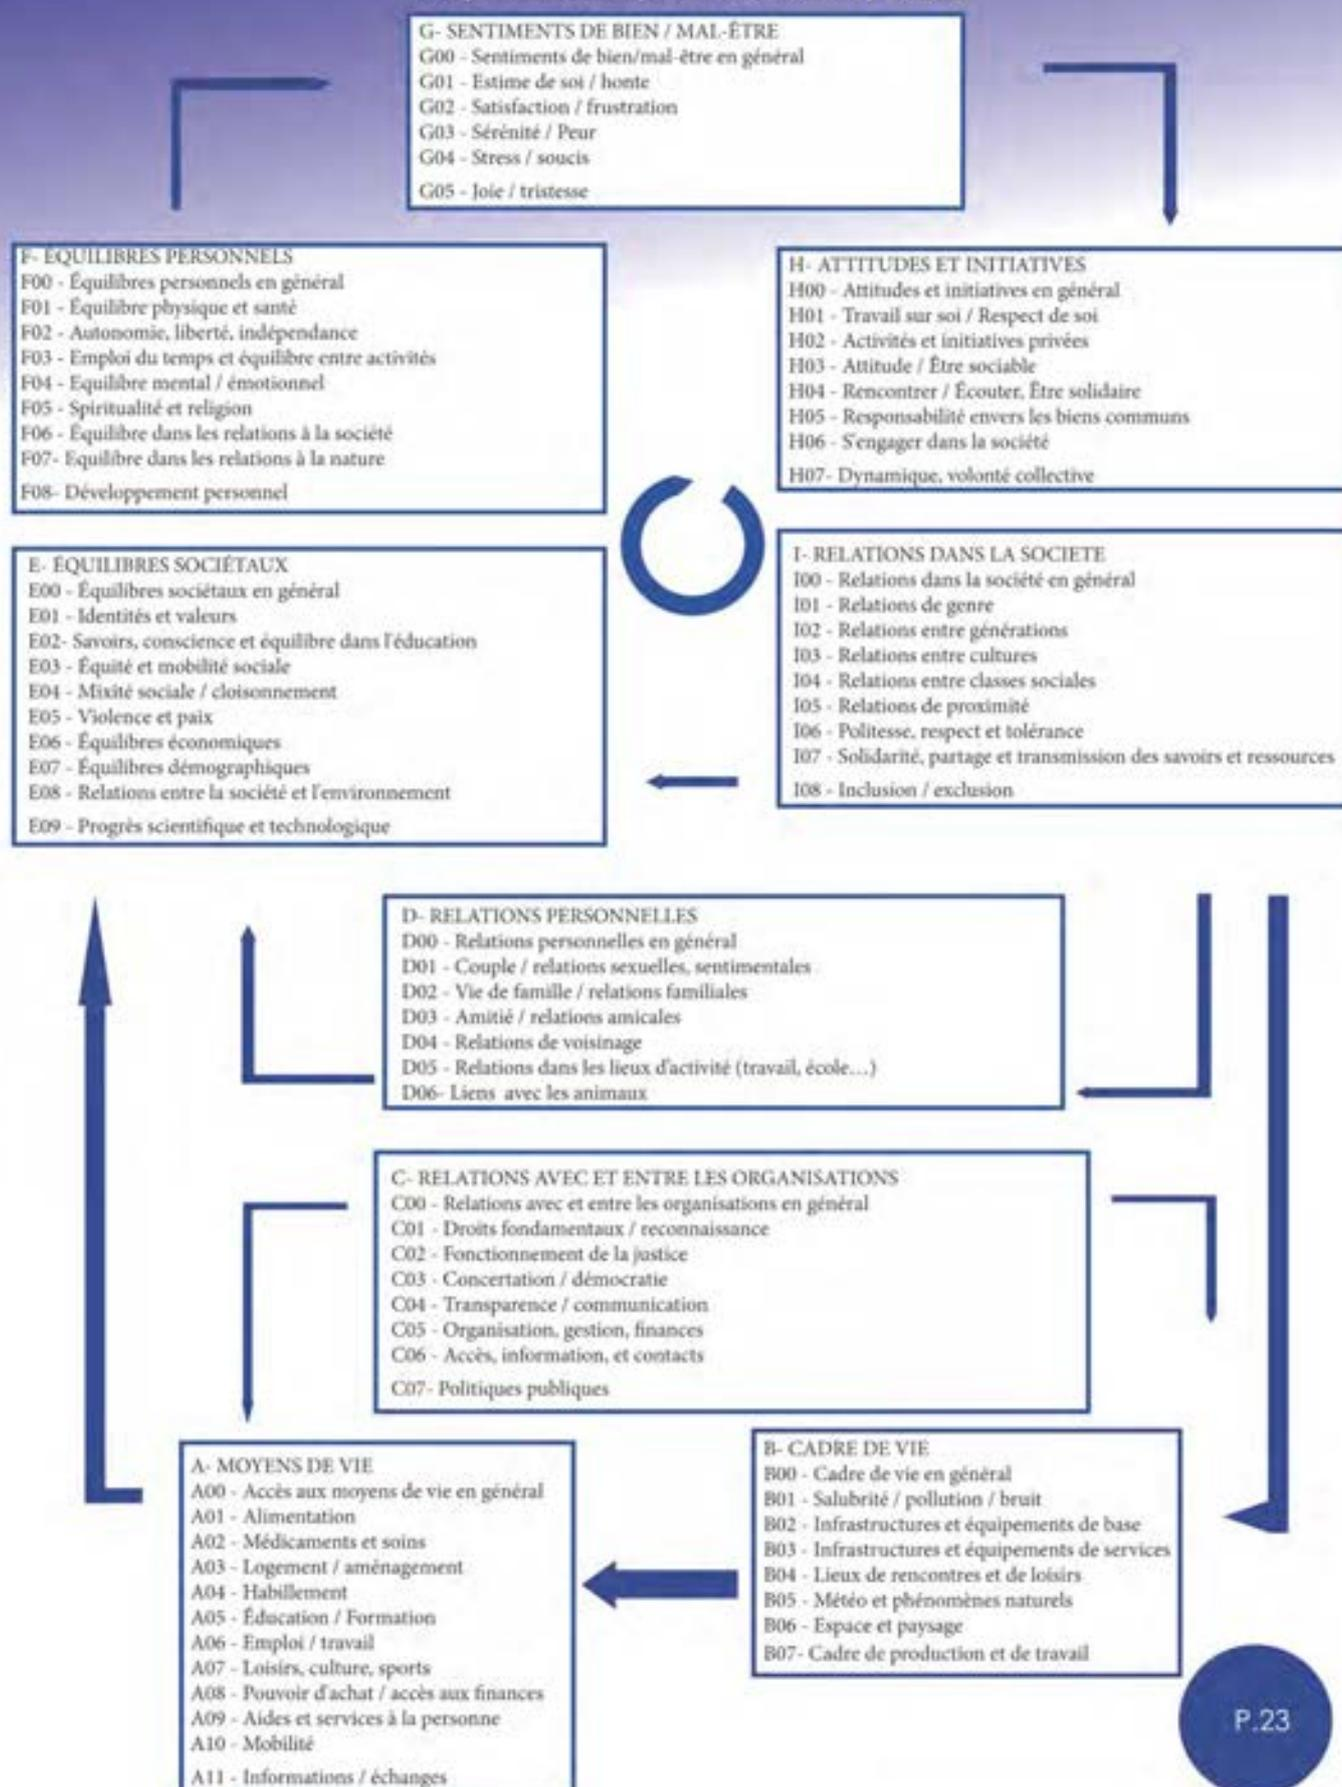 G- SENTIMENTS DE BIEN / MAL-ÊTRE
G00 - Sentiments de bien/mal-être en général
G01 - Estime de soi / honte
G02 - Satisfaction / frustration
G03 - Sérénité / Peur
G04 - Stress / soucis
G05 - Joie / tristesse
F- ÉQUILIBRES PERSONNELS
F00 - Équilibres personnels en général
F01 - Équilibre physique et santé
F02 - Autonomie, liberté, indépendance
F03 - Emploi du temps et équilibre entre activités
F04 - Equilibre mental / émotionnel
F05 - Spiritualité et religion
F06 - Équilibre dans les relations à la société
F07- Equilibre dans les relations à la nature
F08- Développement personnel
H- ATTITUDES ET INITIATIVES
H00 - Attitudes et initiatives en général
H01 - Travail sur soi / Respect de soi
H02 - Activités et initiatives privées
H03 - Attitude / Être sociable
H04 - Rencontrer / Écouter, Être solidaire
H05 - Responsabilité envers les biens communs
H06 - S'engager dans la société
H07- Dynamique, volonté collective
E- ÉQUILIBRES SOCIÉTAUX
E00 - Équilibres sociétaux en général
E01 - Identités et valeurs
E02- Savoirs, conscience et équilibre dans l'éducation
E03 - Équité et mobilité sociale
E04 - Mixité sociale / cloisonnement
E05 - Violence et paix
E06 - Équilibres économiques
E07 - Équilibres démographiques
E08 - Relations entre la société et l'environnement
E09 - Progrès scientifique et technologique
I- RELATIONS DANS LA SOCIETE
I00 - Relations dans la société en général
I01 - Relations de genre
I02 - Relations entre générations
I03 - Relations entre cultures
I04 - Relations entre classes sociales
I05 - Relations de proximité
I06 - Politesse, respect et tolérance
I07 - Solidarité, partage et transmission des savoirs et ressources
I08 - Inclusion / exclusion
D- RELATIONS PERSONNELLES
D00 - Relations personnelles en général
D01 - Couple / relations sexuelles, sentimentales
D02 - Vie de famille / relations familiales
D03 - Amitié / relations amicales
D04 - Relations de voisinage
D05 - Relations dans les lieux d'activité (travail, école…)
D06- Liens avec les animaux
C- RELATIONS AVEC ET ENTRE LES ORGANISATIONS
C00 - Relations avec et entre les organisations en général
C01 - Droits fondamentaux / reconnaissance
C02 - Fonctionnement de la justice
C03 - Concertation / démocratie
C04 - Transparence / communication
C05 - Organisation, gestion, finances
C06 - Accès, information, et contacts
C07- Politiques publiques
A- MOYENS DE VIE
A00 - Accès aux moyens de vie en général
A01 - Alimentation
A02 - Médicaments et soins
A03 - Logement / aménagement
A04 - Habillement
A05 - Éducation / Formation
A06 - Emploi / travail
A07 - Loisirs, culture, sports
A08 - Pouvoir d'achat / accès aux finances
A09 - Aides et services à la personne
A10 - Mobilité
A11 - Informations / échanges
B- CADRE DE VIE
B00 - Cadre de vie en général
B01 - Salubrité / pollution / bruit
B02 - Infrastructures et équipements de base
B03 - Infrastructures et équipements de services
B04 - Lieux de rencontres et de loisirs
B05 - Météo et phénomènes naturels
B06 - Espace et paysage
B07- Cadre de production et de travail
P.23